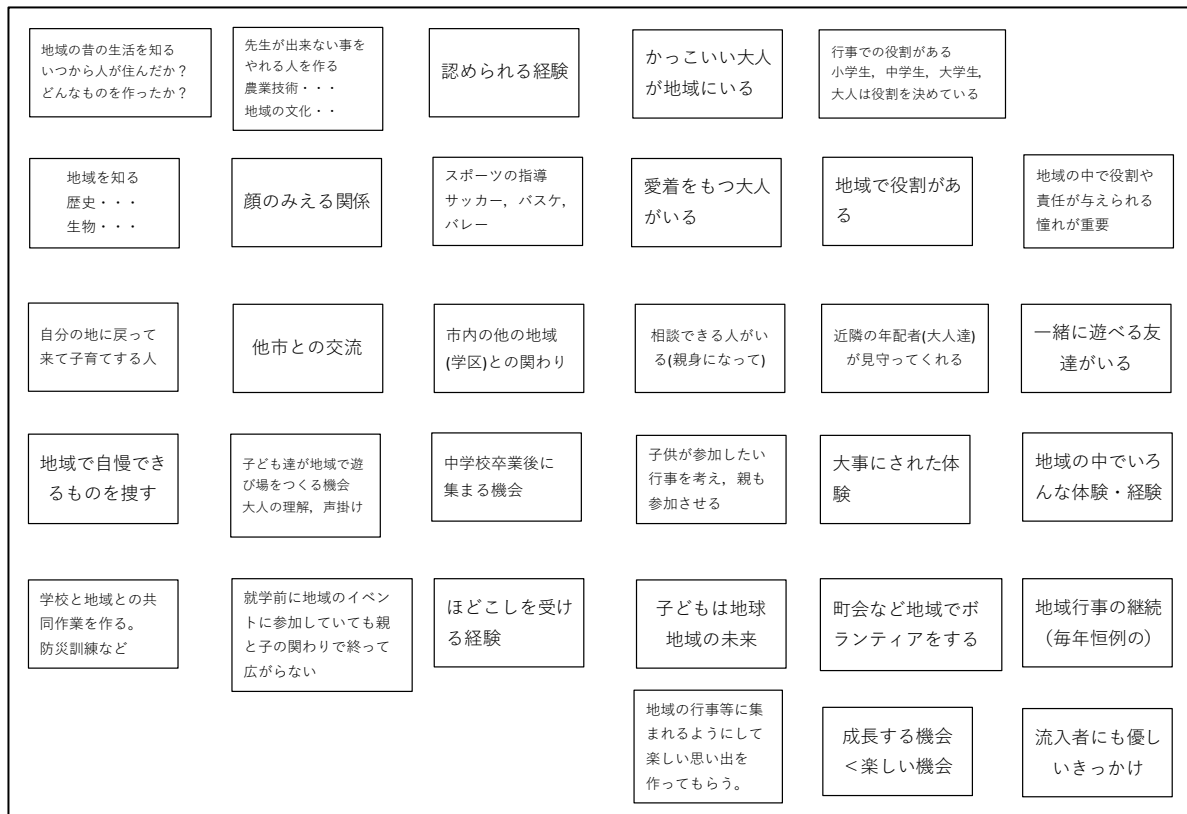 地域の昔の生活を知る
いつから人が住んだか？
どんなものを作ったか？
先生が出来ない事を
やれる人を作る
農業技術・・・
地域の文化・・
認められる経験
かっこいい大人
が地域にいる
行事での役割がある
小学生，中学生，大学生，
大人は役割を決めている
地域を知る
歴史・・・
生物・・・
顔のみえる関係
スポーツの指導
サッカー，バスケ，
バレー
愛着をもつ大人
がいる
地域で役割があ
る
地域の中で役割や
責任が与えられる
憧れが重要
自分の地に戻って
来て子育てする人
他市との交流
市内の他の地域
(学区)との関わり
相談できる人がい
る(親身になって)
近隣の年配者(大人達)
が見守ってくれる
一緒に遊べる友
達がいる
地域で自慢でき
るものを捜す
子ども達が地域で遊
び場をつくる機会
大人の理解，声掛け
中学校卒業後に
集まる機会
子供が参加したい
行事を考え，親も
参加させる
大事にされた体
験
地域の中でいろ
んな体験・経験
学校と地域との共
同作業を作る。
防災訓練など
就学前に地域のイベン
トに参加していても親
と子の関わりで終って
広がらない
ほどこしを受け
る経験
子どもは地球
地域の未来
町会など地域でボ
ランティアをする
地域行事の継続
（毎年恒例の）
地域の行事等に集
まれるようにして
楽しい思い出を
作ってもらう。
成長する機会
＜楽しい機会
流入者にも優し
いきっかけ